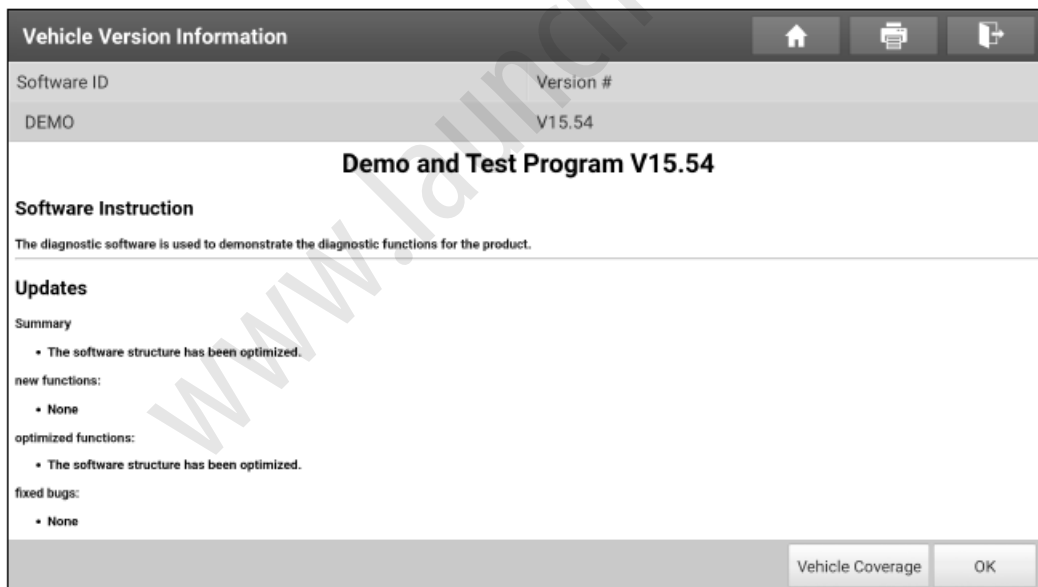 Vehicle Version Information
Software ID Version #
DEMO V15.54
Demo and Test Program V15.54
Software Instruction
The diagnostic software is used to demonstrate the diagnostic functions for the product.
Updates
Summary
• The software structure has been optimized.
new functions:
• None
optimized functions:
• The software structure has been optimized.
fixed bugs:
• None
Vehicle Coverage OK
www.launch